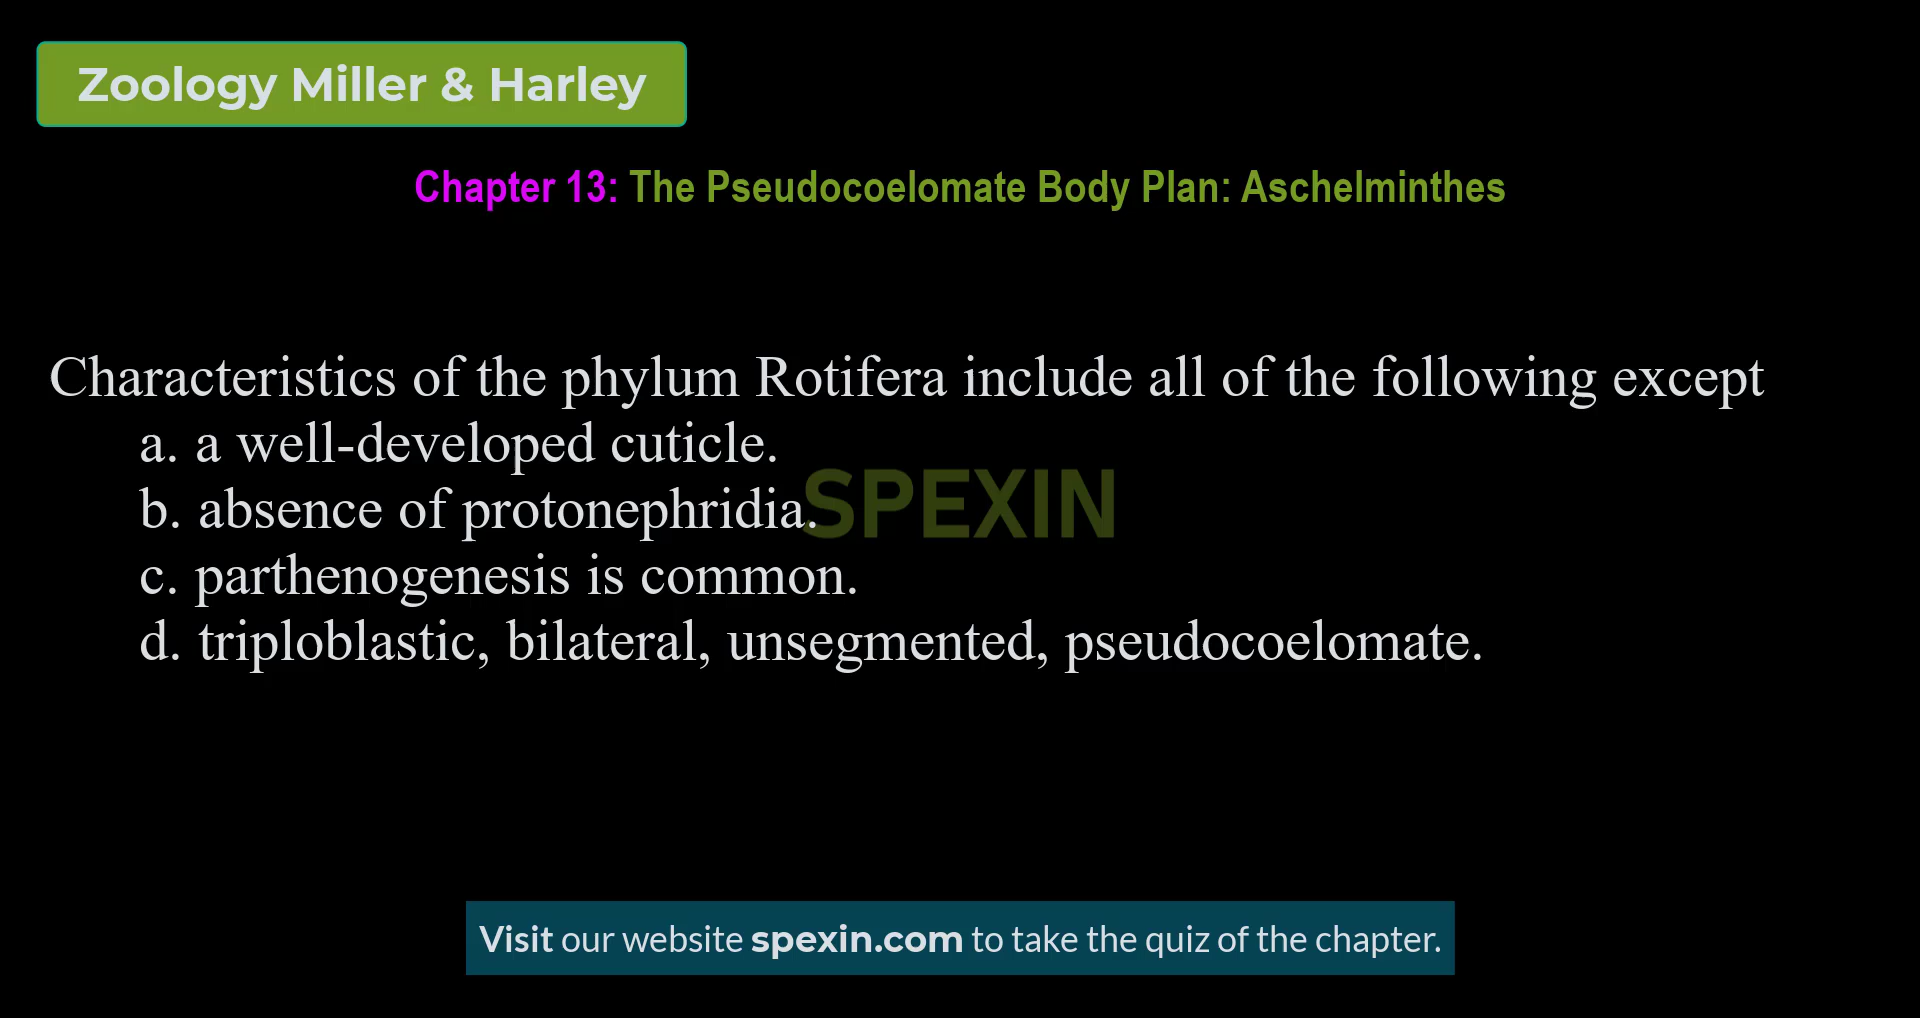 Zoology Miller & Harley
Chapter 13: The Pseudocoelomate Body Plan: Aschelminthes
Characteristics of the phylum Rotifera include all of the following except
a. a well-developed cuticle.
b. absence of protonephridia.
SPEXIN
c. parthenogenesis is common.
d. triploblastic, bilateral, unsegmented, pseudocoelomate.
Visit our website spexin.com to take the quiz of the chapter.